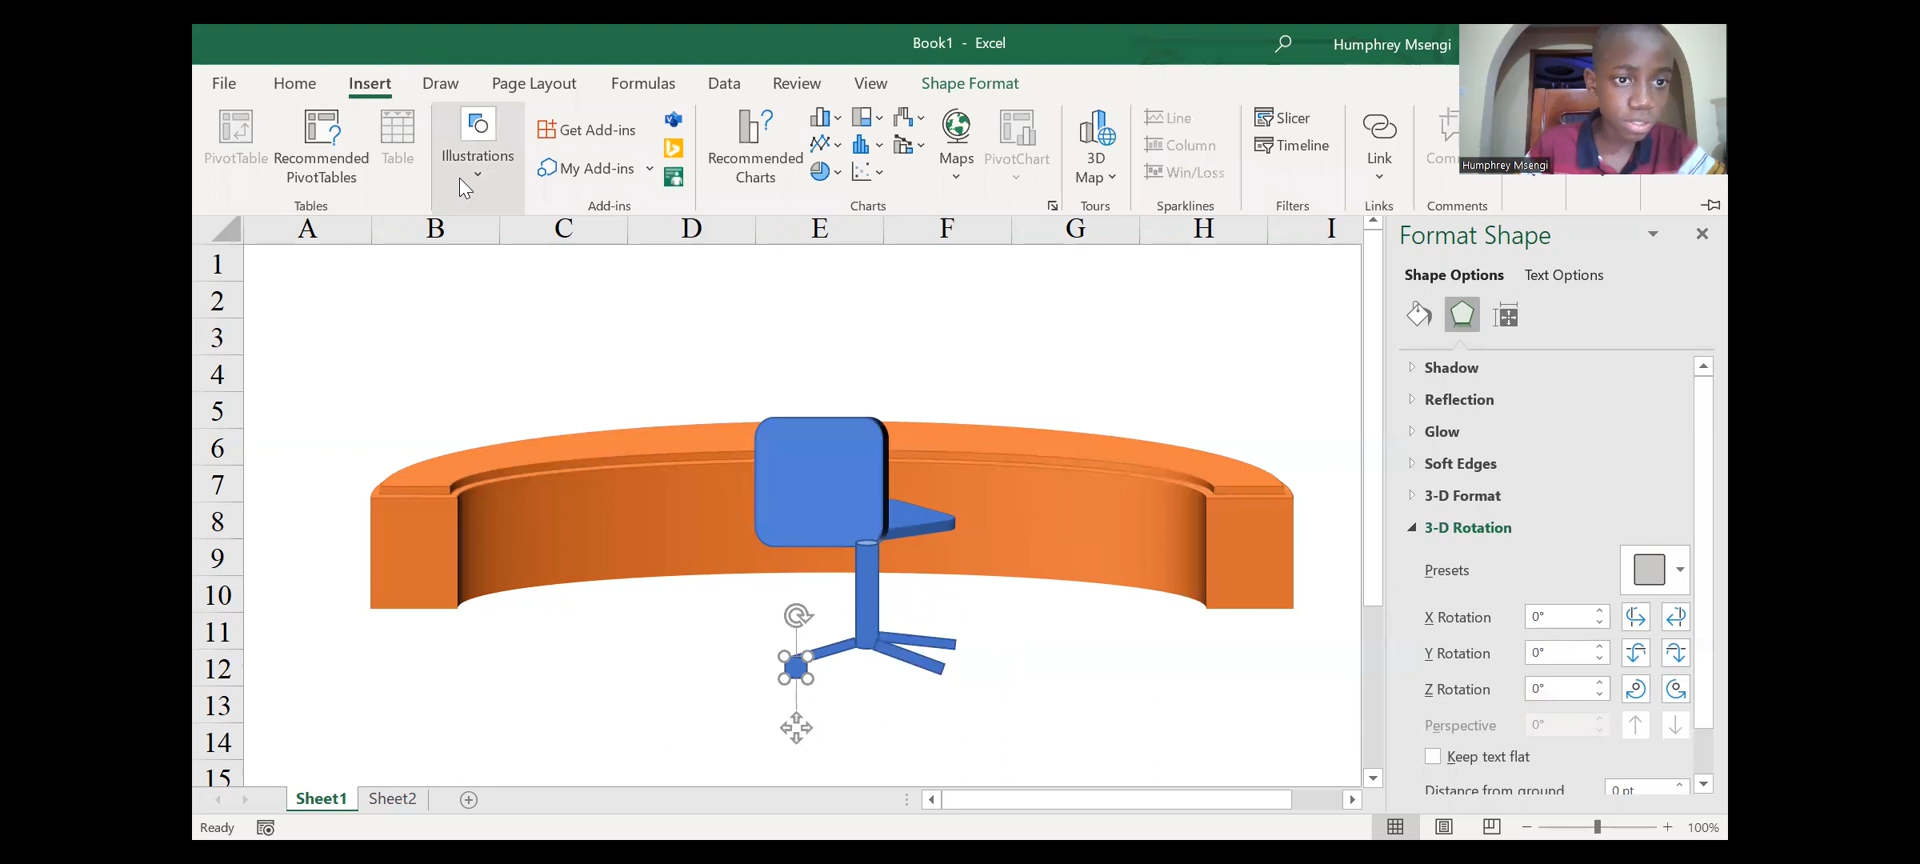 Book1 - Excel
Humphrey Msengi
File Home Insert Draw Page Layout Formulas Data Review View Shape Format
PivotTable
Recommended PivotTables
Table
Tables
Illustrations
Get Add-ins
My Add-ins
Add-ins
Recommended Charts
Maps
PivotChart
Charts
3D Map
Tours
Line
Column
Win/Loss
Sparklines
Slicer
Timeline
Filters
Link
Links
Comments
Humphrey Msengi
A B C D E F G H I
1
2
3
4
5
6
7
8
9
10
11
12
13
14
15
Format Shape
Shape Options Text Options
Shadow
Reflection
Glow
Soft Edges
3-D Format
3-D Rotation
Presets
X Rotation 0°
Y Rotation 0°
Z Rotation 0°
Perspective 0°
Keep text flat
Distance from ground 0 pt
Sheet1 Sheet2
Ready
100%